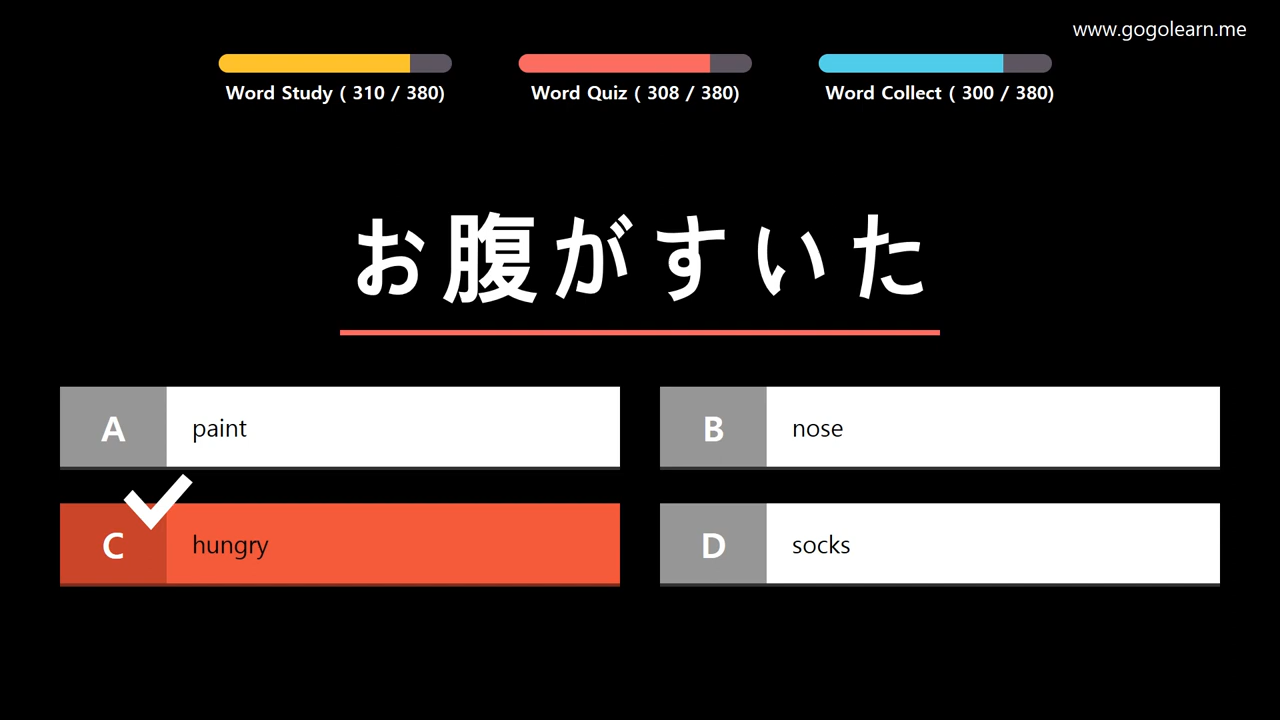 www.gogolearn.me
Word Study ( 310 / 380)
Word Quiz ( 308 / 380)
Word Collect ( 300 / 380)
お腹がすいた
A paint
B nose
C hungry
D socks